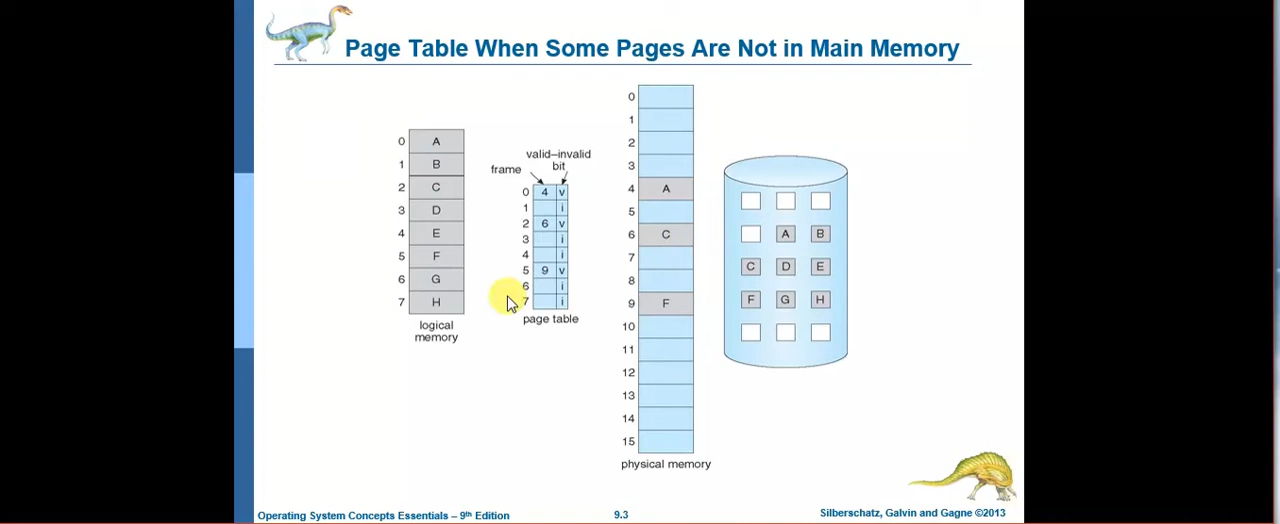 Page Table When Some Pages Are Not in Main Memory
0 A
1 B
2 C
3 D
4 E
5 F
6 G
7 H
logical
memory
valid–invalid
bit
frame
0 4 v
1 i
2 6 v
3 i
4 i
5 9 v
6 i
7 i
page table
0
1
2
3
4 A
5
6 C
7
8
9 F
10
11
12
13
14
15
physical memory
A B
C D E
F G H
Operating System Concepts Essentials – 9th Edition
9.3
Silberschatz, Galvin and Gagne ©2013